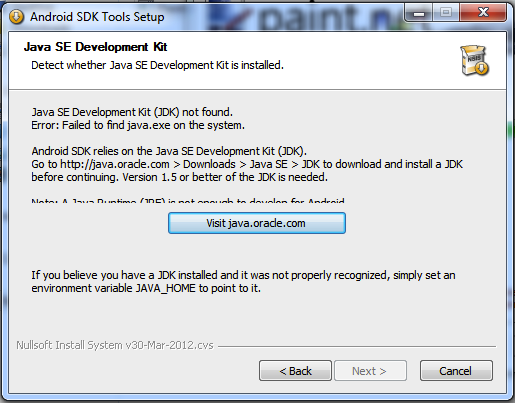 Android SDK Tools Setup
paint.n
Java SE Development Kit
Detect whether Java SE Development Kit is installed.
NSIS
Java SE Development Kit (JDK) not found.
Error: Failed to find java.exe on the system.
Android SDK relies on the Java SE Development Kit (JDK).
Go to http://java.oracle.com > Downloads > Java SE > JDK to download and install a JDK
before continuing. Version 1.5 or better of the JDK is needed.
Note: A Java Runtime (JRE) is not enough to develop for Android
Visit java.oracle.com
If you believe you have a JDK installed and it was not properly recognized, simply set an
environment variable JAVA_HOME to point to it.
Nullsoft Install System v30-Mar-2012.cvs
< Back
Next >
Cancel